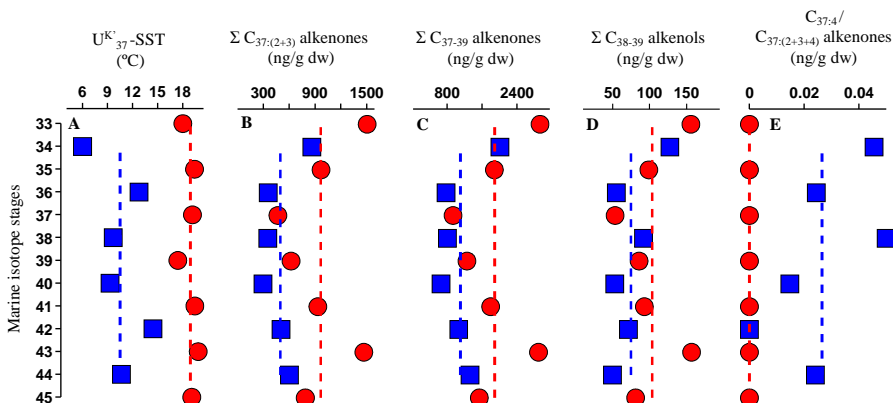 U^K'_37-SST
(ºC)
6 9 12 15 18
Σ C_37:(2+3) alkenones
(ng/g dw)
300 900 1500
Σ C_37-39 alkenones
(ng/g dw)
800 2400
Σ C_38-39 alkenols
(ng/g dw)
50 100 150
C_37:4/
C_37:(2+3+4) alkenones
(ng/g dw)
0 0.02 0.04
A
B
C
D
E
Marine isotope stages
33
34
35
36
37
38
39
40
41
42
43
44
45